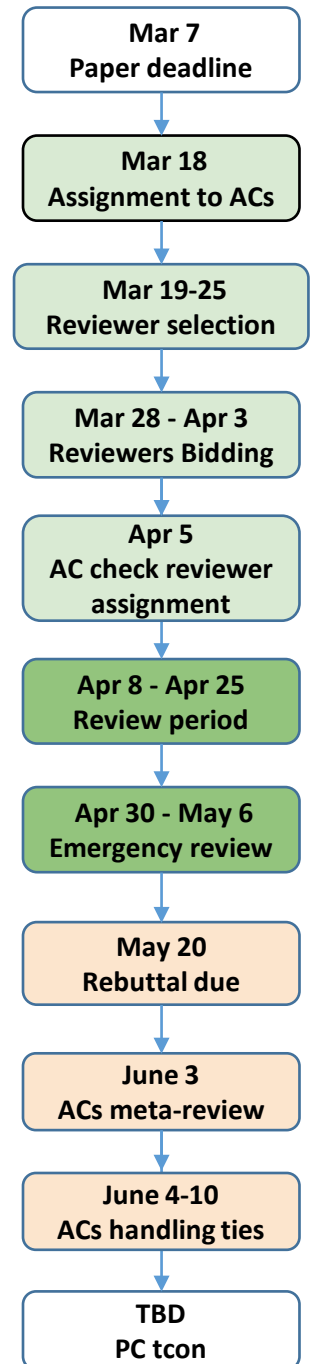 Mar 7
Paper deadline
Mar 18
Assignment to ACs
Mar 19-25
Reviewer selection
Mar 28 - Apr 3
Reviewers Bidding
Apr 5
AC check reviewer
assignment
Apr 8 - Apr 25
Review period
Apr 30 - May 6
Emergency review
May 20
Rebuttal due
June 3
ACs meta-review
June 4-10
ACs handling ties
TBD
PC tcon